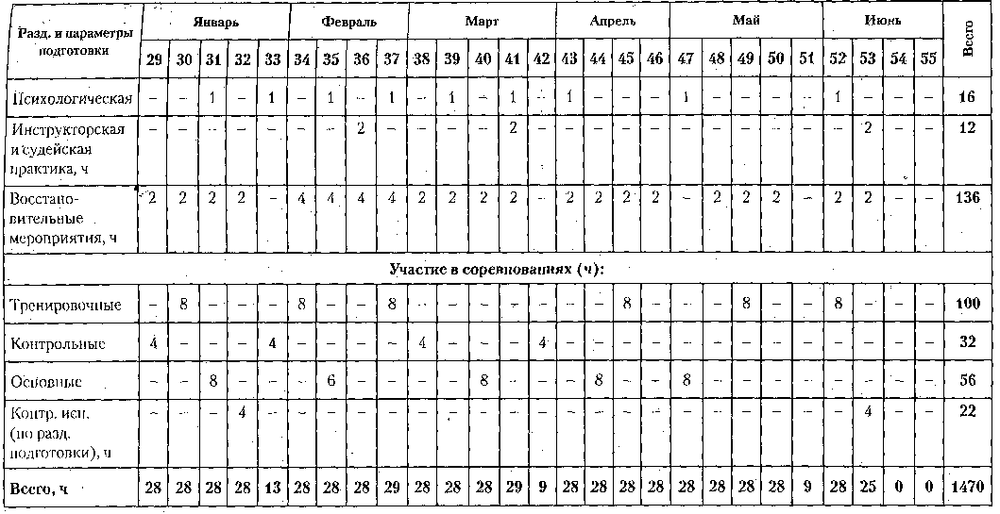 Разд. и параметры подготовки Январь Февраль Март Апрель Май Июнь Всего
29 30 31 32 33 34 35 36 37 38 39 40 41 42 43 44 45 46 47 48 49 50 51 52 53 54 55
Психологическая – – 1 – 1 – 1 – 1 – 1 – 1 – 1 – – – 1 – – – – 1 – – – 16
Инструкторская – – – – – – – 2 – – – – 2 – – – – – – – – – – – 2 – – 12
и судейская
практика, ч
Восстано- 2 2 2 2 – 4 4 4 4 2 2 2 2 – 2 2 2 2 – 2 2 2 – 2 2 – – 136
вительные
мероприятия, ч
Участие в соревнованиях (ч):
Тренировочные – 8 – – – 8 – – 8 – – – – – – – 8 – – – 8 – – 8 – – – 100
Контрольные 4 – – – 4 – – – – 4 – – – 4 – – – – – – – – – – – – – 32
Основные – – 8 – – – 6 – – – – 8 – – – 8 – – 8 – – – – – – – – 56
Контр. исп. – – – 4 – – – – – – – – – – – – – – – – – – – – 4 – – 22
(по разд.
подготовки), ч
Всего, ч 28 28 28 28 13 28 28 28 29 28 28 28 29 9 28 28 28 28 28 28 28 28 9 28 25 0 0 1470